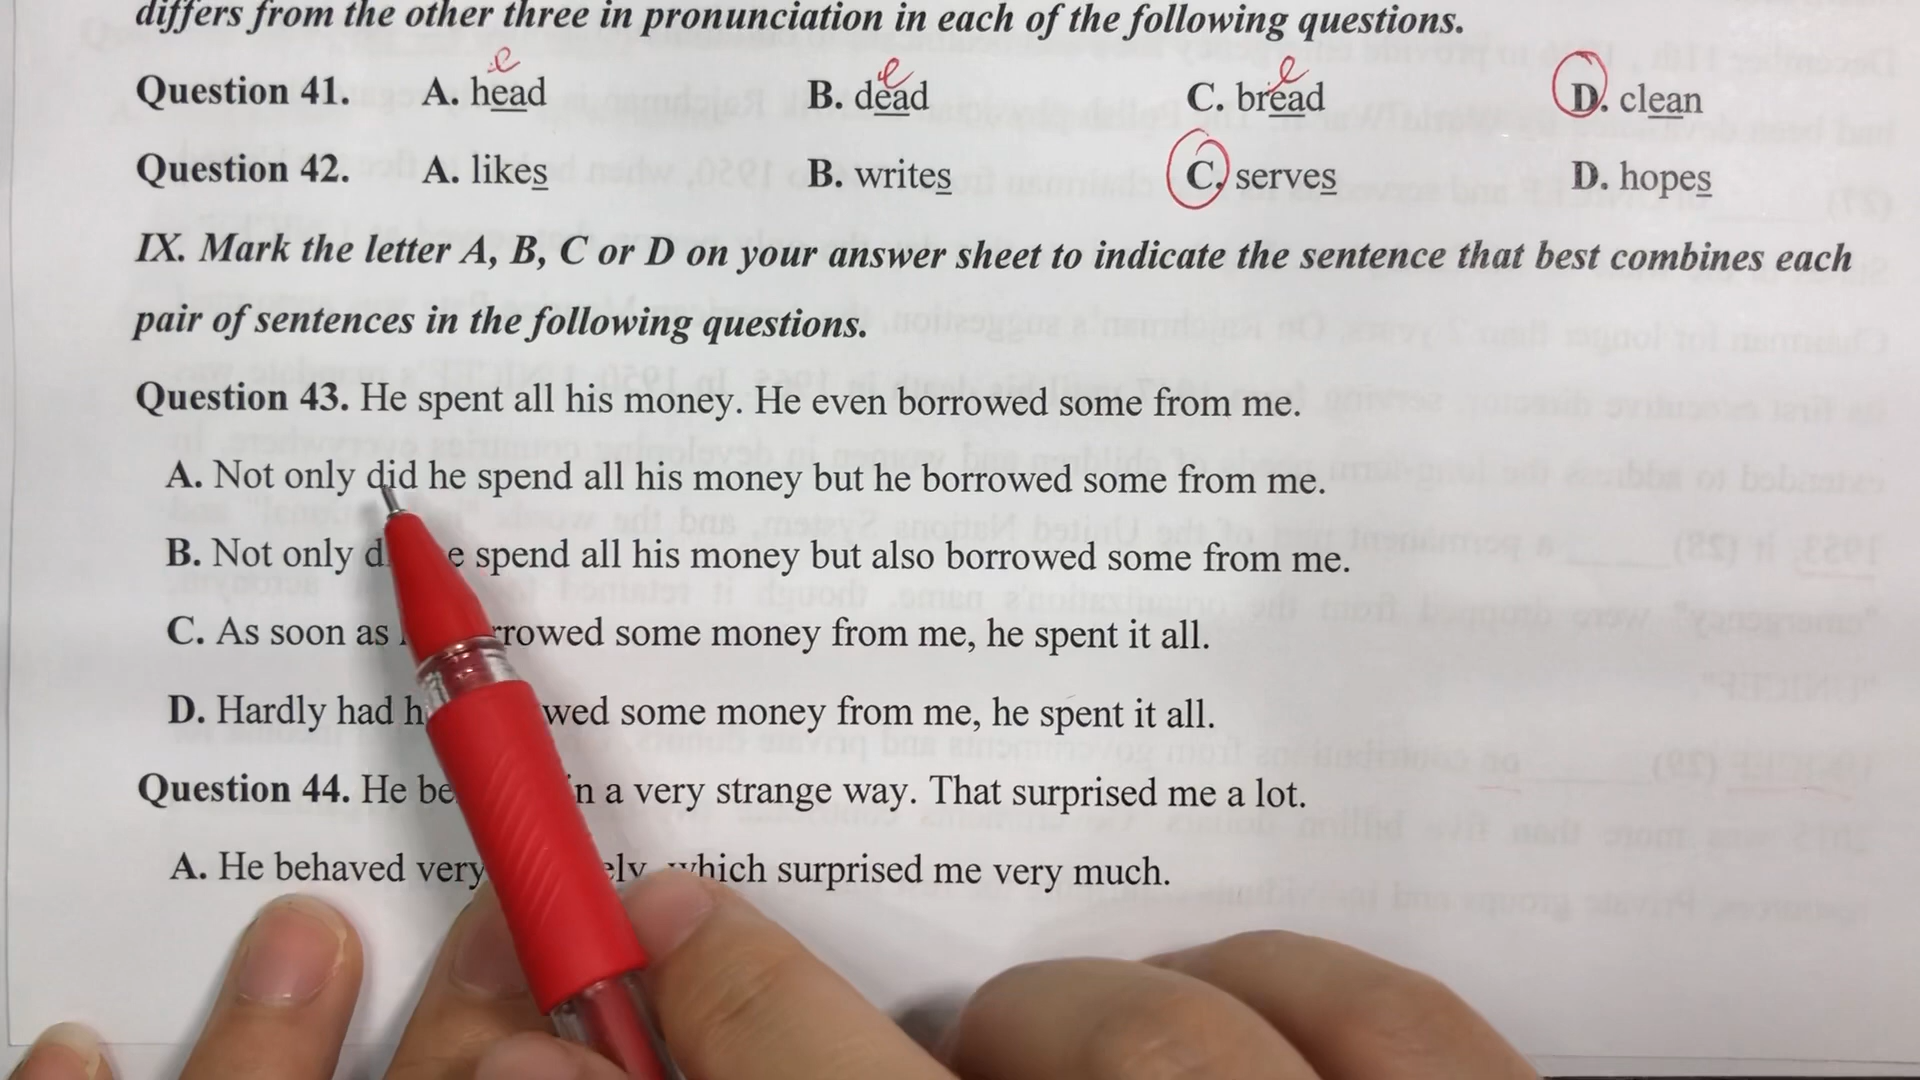 differs from the other three in pronunciation in each of the following questions.
e e e
Question 41. A. head B. dead C. bread D. clean
Question 42. A. likes B. writes C. serves D. hopes
IX. Mark the letter A, B, C or D on your answer sheet to indicate the sentence that best combines each
pair of sentences in the following questions.
Question 43. He spent all his money. He even borrowed some from me.
A. Not only did he spend all his money but he borrowed some from me.
B. Not only spend all his money but also borrowed some from me.
C. As soon as some money from me, he spent it all.
D. Hardly had some money from me, he spent it all.
Question 44. He a very strange way. That surprised me a lot.
A. He behaved very which surprised me very much.